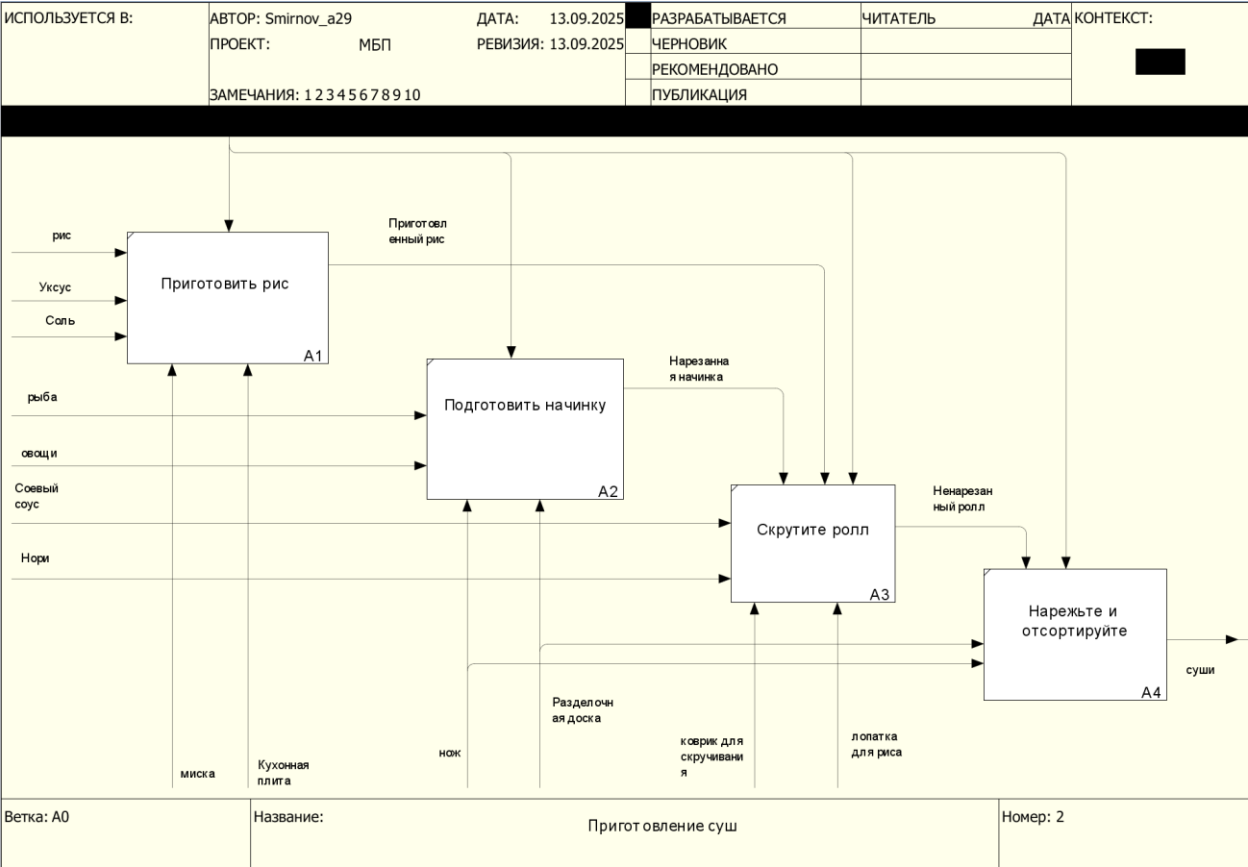 ИСПОЛЬЗУЕТСЯ В:
АВТОР: Smirnov_a29
ДАТА: 13.09.2025
РАЗРАБАТЫВАЕТСЯ
ЧИТАТЕЛЬ
ДАТА
КОНТЕКСТ:
ПРОЕКТ: МБП
РЕВИЗИЯ: 13.09.2025
ЧЕРНОВИК
РЕКОМЕНДОВАНО
ЗАМЕЧАНИЯ: 1 2 3 4 5 6 7 8 9 10
ПУБЛИКАЦИЯ
рис
Уксус
Соль
Приготовить рис
A1
Приготовл
енный рис
рыба
овощи
Соевый
соус
Нори
Подготовить начинку
A2
Нарезанна
я начинка
Скрутите ролл
A3
Ненарезан
ный ролл
Нарежьте и
отсортируйте
A4
суши
миска
Кухонная
плита
нож
Разделочн
ая доска
коврик для
скручивани
я
лопатка
для риса
Ветка: A0
Название:
Приготовление суш
Номер: 2